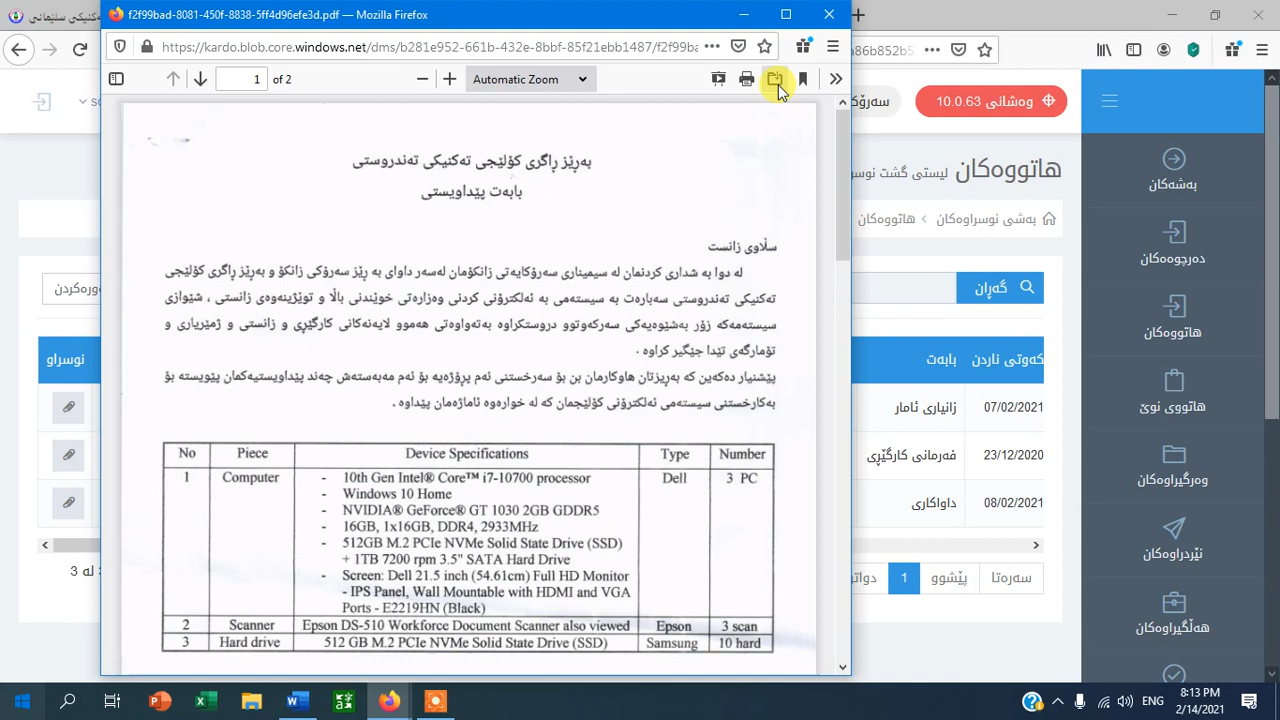 f2f99bad-8081-450f-8838-5ff4d96efe3d.pdf — Mozilla Firefox
https://kardo.blob.core.windows.net/dms/b281e952-661b-432e-8bbf-85f21ebb1487/f2f99ba
1 of 2
Automatic Zoom
بەڕێز ڕاگری کۆلێجی تەکنیکی تەندروستی
بابەت پێداویستی
سڵاوی زانست
لە دوا بە شداری کردنمان لە سیمیناری سەرۆکایەتی زانکۆمان لەسەر داوای بە ڕێز سەرۆکی زانکۆ و بەڕێز ڕاگری کۆلێجی
تەکنیکی تەندروستی سەبارەت بە سیستەمی بە ئەلکترۆنی کردنی وەزارەتی خوێندنی باڵا و توێژینەوەی زانستی ، شێوازی
سیستەمەکە زۆر بەشێوەیەکی سەرکەوتوو دروستکراوە بەتەواوەتی هەموو لایەنەکانی کارگێڕی و زانستی و ژمێریاری و
تۆمارگەی تێدا جێگیر کراوە .
پێشنیار دەکەین کە بەڕێزتان هاوکارمان بن بۆ سەرخستنی ئەم پڕۆژەیە بۆ ئەم مەبەستەش چەند پێداویستیەکمان پێویستە بۆ
بەکارخستنی سیستەمی ئەلکترۆنی کۆلێجمان کە لە خوارەوە ئاماژەمان پێداوە .
No Piece Device Specifications Type Number
1 Computer - 10th Gen Intel® Core™ i7-10700 processor Dell 3 PC
- Windows 10 Home
- NVIDIA® GeForce® GT 1030 2GB GDDR5
- 16GB, 1x16GB, DDR4, 2933MHz
- 512GB M.2 PCIe NVMe Solid State Drive (SSD)
+ 1TB 7200 rpm 3.5" SATA Hard Drive
- Screen: Dell 21.5 inch (54.61cm) Full HD Monitor
- IPS Panel, Wall Mountable with HDMI and VGA
Ports - E2219HN (Black)
2 Scanner Epson DS-510 Workforce Document Scanner also viewed Epson 3 scan
3 Hard drive 512 GB M.2 PCIe NVMe Solid State Drive (SSD) Samsung 10 hard
a86b852b5
وەشانی 10.0.63
سەرۆک
هاتووەکان لیستی گشت نوسر
بەشی نوسراوەکان
هاتووەکان
گەڕان
کەوتی ناردن
بابەت
نوسراو
07/02/2021
زانیاری ئامار
23/12/2020
فەرمانی کارگێڕی
08/02/2021
داواکاری
سەرەتا
پێشوو
1
3 لە 3
بەشەکان
دەرچوەکان
هاتووەکان
هاتووی نوێ
وەرگیراوەکان
نێردراوەکان
هەڵگیراوەکان
ENG
8:13 PM
2/14/2021